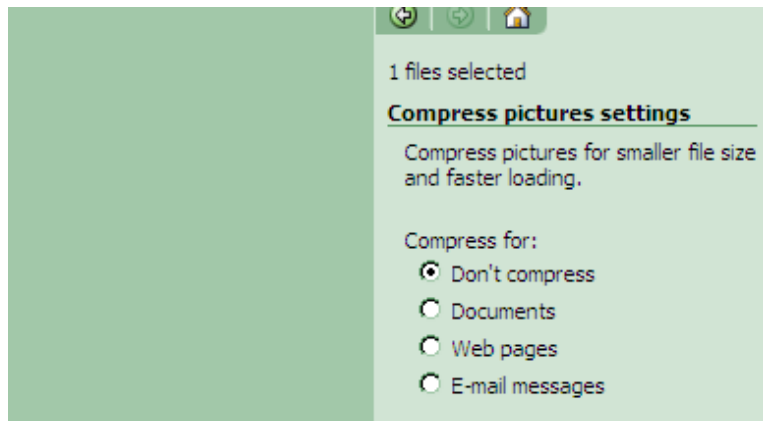 1 files selected
Compress pictures settings
Compress pictures for smaller file size
and faster loading.
Compress for:
Don't compress
Documents
Web pages
E-mail messages